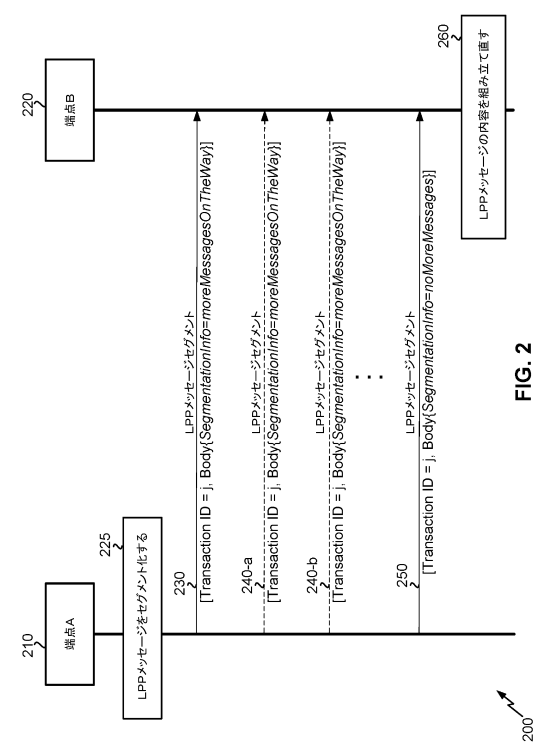 210
端点A
220
端点B
225
LPPメッセージをセグメント化する
LPPメッセージセグメント
230
[Transaction ID = j, Body{SegmentationInfo=moreMessagesOnTheWay}]
LPPメッセージセグメント
240-a
[Transaction ID = j, Body{SegmentationInfo=moreMessagesOnTheWay}]
LPPメッセージセグメント
240-b
[Transaction ID = j, Body{SegmentationInfo=moreMessagesOnTheWay}]
. . .
LPPメッセージセグメント
250
[Transaction ID = j, Body{SegmentationInfo=noMoreMessages}]
260
LPPメッセージの内容を組み立て直す
200
FIG. 2